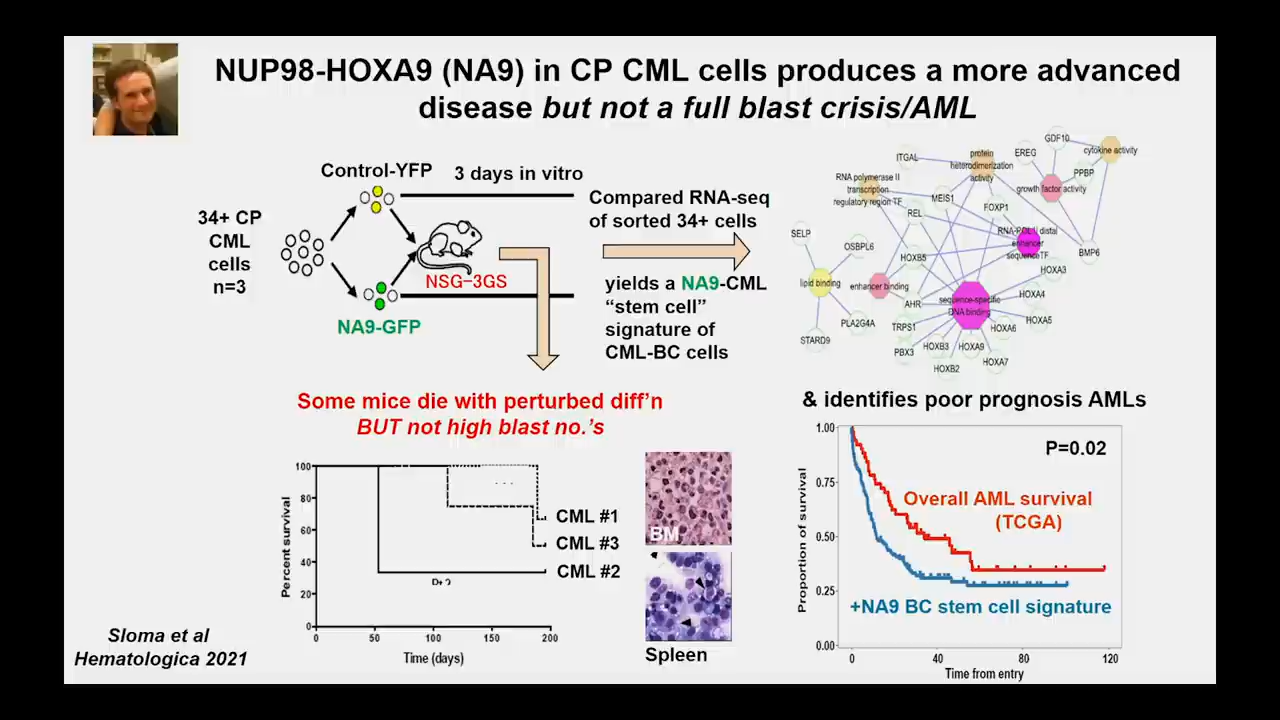 NUP98-HOXA9 (NA9) in CP CML cells produces a more advanced
disease but not a full blast crisis/AML
Control-YFP
3 days in vitro
34+ CP
CML
cells
n=3
NSG-3GS
NA9-GFP
Compared RNA-seq
of sorted 34+ cells
yields a NA9-CML
“stem cell”
signature of
CML-BC cells
GDF10
cytokine activity
EREG
protein
heterodimerization
activity
ITGAL
PPBP
growth factor activity
RNA polymerase II
transcription
regulatory region TF
MEIS1
FOXP1
REL
SELP
OSBPL6
RNA-POL II distal
enhancer
sequenceTF
BMP6
HOXB5
HOXA3
lipid binding
enhancer binding
HOXA4
AHR
sequence-specific
DNA binding
HOXA5
PLA2G4A
TRPS1
HOXA6
STARD9
PBX3
HOXB3
HOXA9
HOXA7
HOXB2
Some mice die with perturbed diff’n
BUT not high blast no.’s
Percent survival
100
80
60
40
20
0
0
50
100
150
200
Time (days)
CML #1
CML #3
CML #2
BM
Spleen
& identifies poor prognosis AMLs
Proportion of survival
1.00
0.75
0.50
0.25
0.00
P=0.02
Overall AML survival
(TCGA)
+NA9 BC stem cell signature
0
40
80
120
Time from entry
Sloma et al
Hematologica 2021